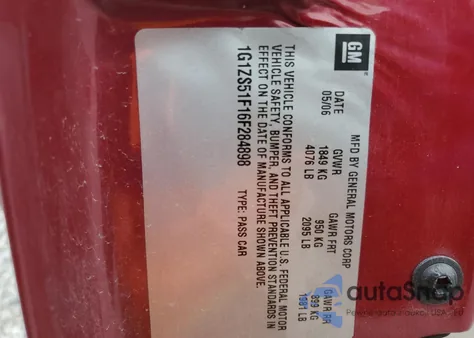 GM
MFD BY GENERAL MOTORS CORP
DATE GVWR GAWR FRT GAWR RR
05/06 1849 KG 950 KG 899 KG
4076 LB 2095 LB 1981 LB
THIS VEHICLE CONFORMS TO ALL APPLICABLE U.S. FEDERAL MOTOR
VEHICLE SAFETY, BUMPER, AND THEFT PREVENTION STANDARDS IN
EFFECT ON THE DATE OF MANUFACTURE SHOWN ABOVE.
1G1ZS51F16F284898 TYPE: PASS CAR
autoSnap